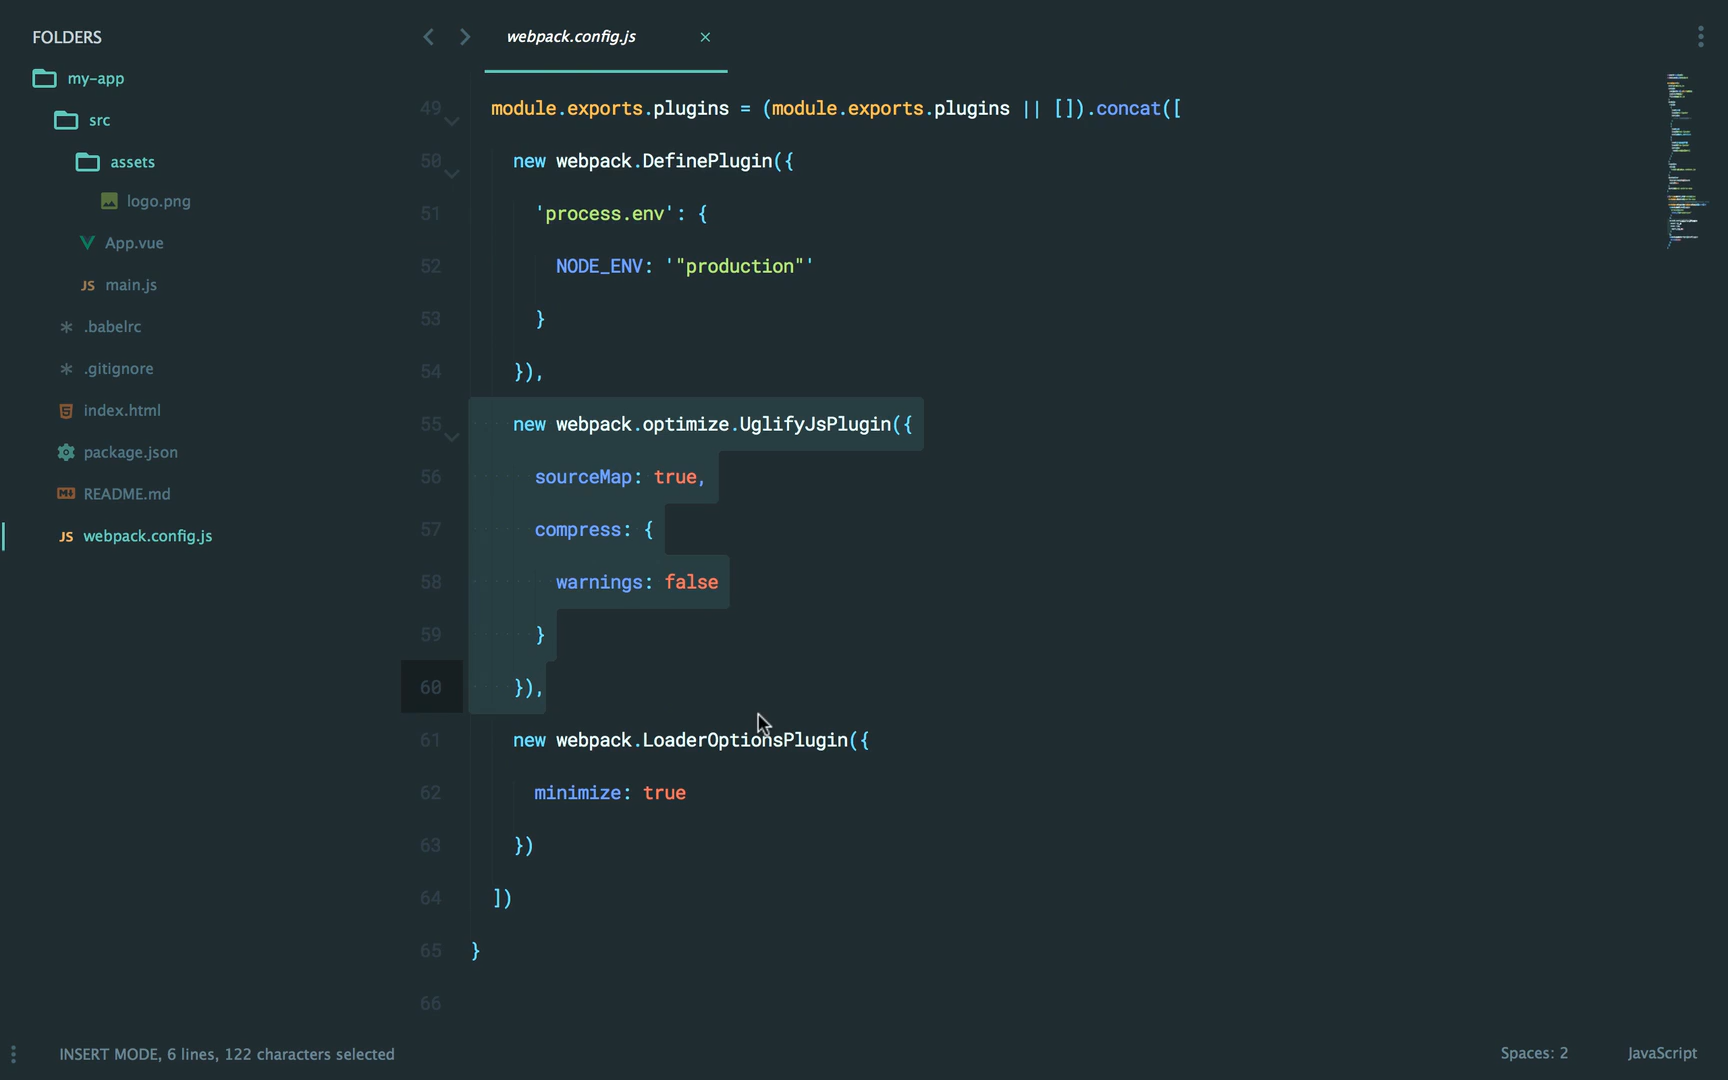 FOLDERS
my-app
src
assets
logo.png
App.vue
JS main.js
.babelrc
.gitignore
index.html
package.json
README.md
JS webpack.config.js
webpack.config.js ×
49 module.exports.plugins = (module.exports.plugins || []).concat([
50 new webpack.DefinePlugin({
51 'process.env': {
52 NODE_ENV: '"production"'
53 }
54 }),
55 new webpack.optimize.UglifyJsPlugin({
56 sourceMap: true,
57 compress: {
58 warnings: false
59 }
60 }),
61 new webpack.LoaderOptionsPlugin({
62 minimize: true
63 })
64 ])
65 }
66
INSERT MODE, 6 lines, 122 characters selected
Spaces: 2
JavaScript